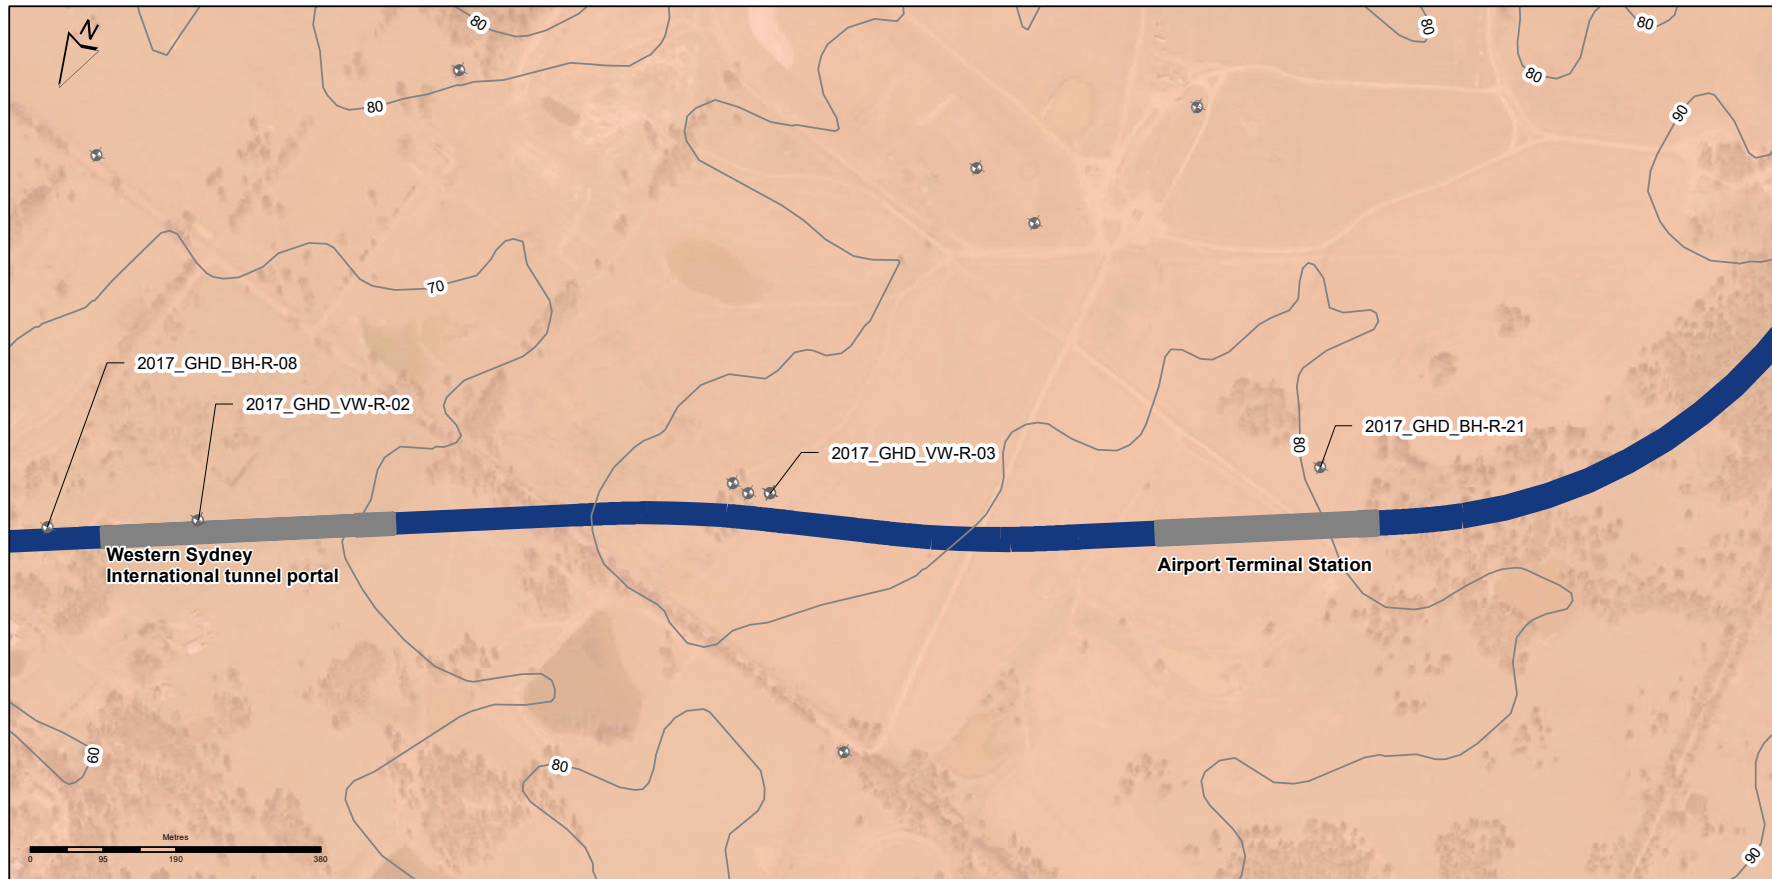 N
80
80
80
80
80
90
70
2017_GHD_BH-R-08
2017_GHD_VW-R-02
2017_GHD_VW-R-03
80
2017_GHD_BH-R-21
Western Sydney
International tunnel portal
Airport Terminal Station
60
80
90
Metres
0
95
190
380